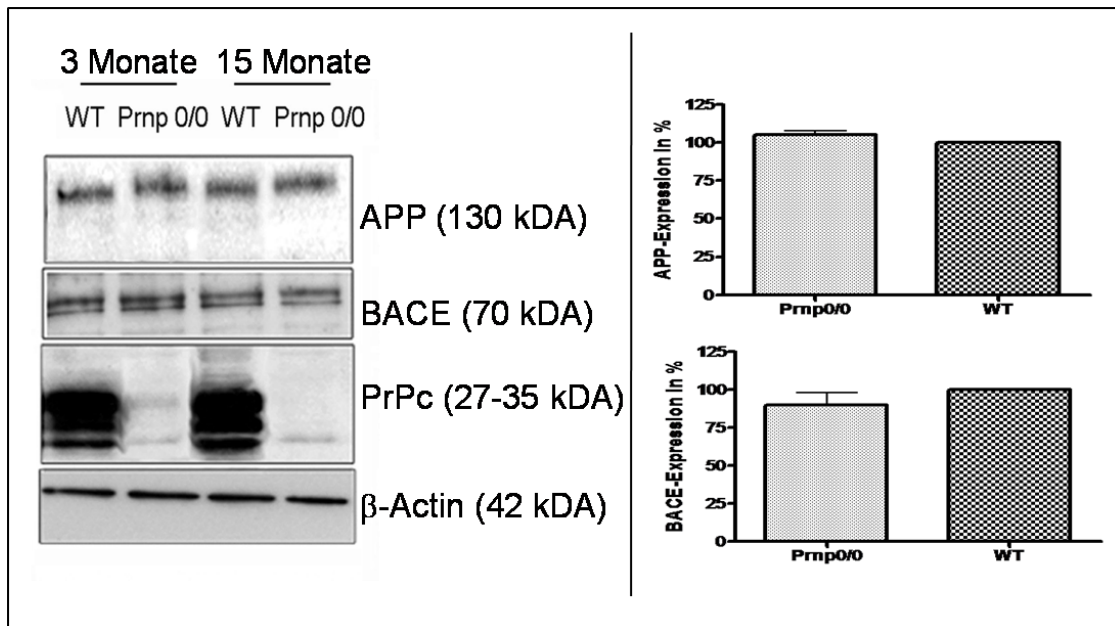 3 Monate 15 Monate
WT Prnp 0/0 WT Prnp 0/0
APP (130 kDA)
BACE (70 kDA)
PrPc (27-35 kDA)
β-Actin (42 kDA)
APP-Expression in %
125
100
75
50
25
0
Prnp0/0 WT
BACE-Expression in %
125
100
75
50
25
0
Prnp0/0 WT